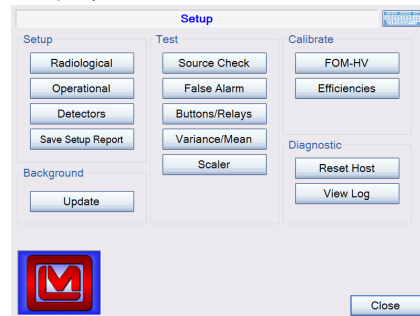 Setup
Setup
Radiological
Operational
Detectors
Save Setup Report
Background
Update
Test
Source Check
False Alarm
Buttons/Relays
Variance/Mean
Scaler
Calibrate
FOM-HV
Efficiencies
Diagnostic
Reset Host
View Log
Close